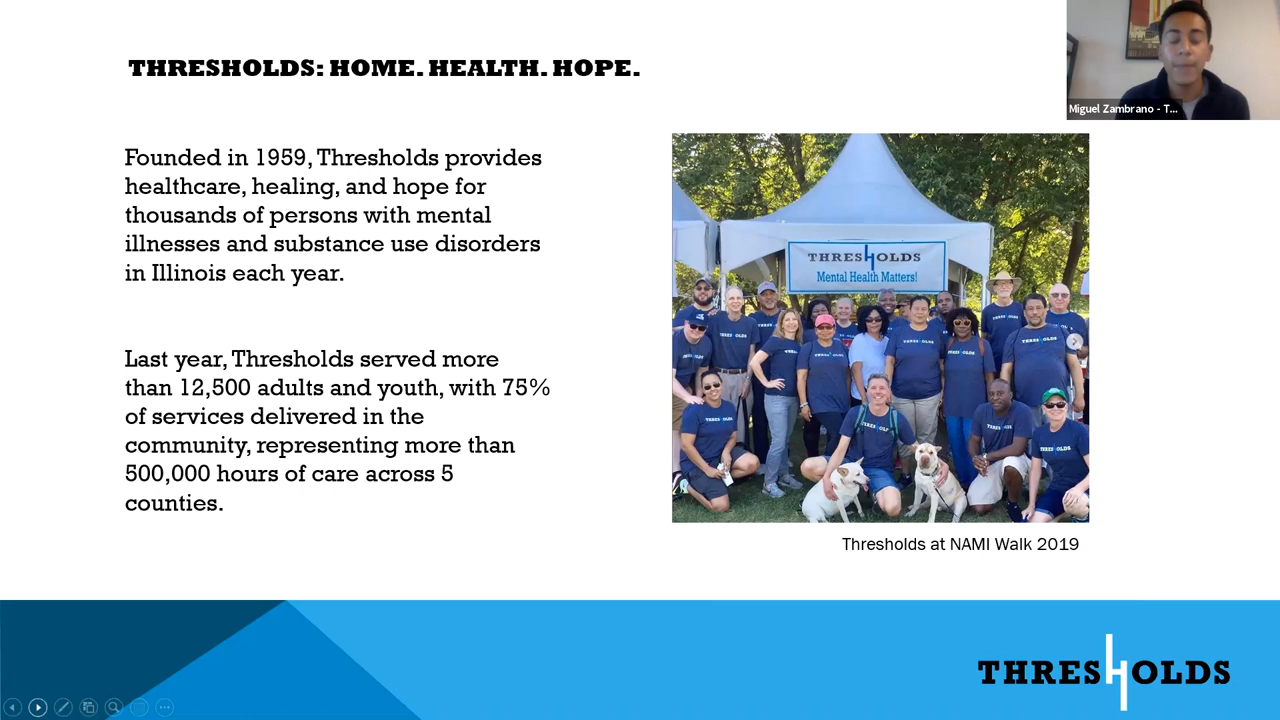 THRESHOLDS: HOME. HEALTH. HOPE.
Miguel Zambrano - T...
Founded in 1959, Thresholds provides
healthcare, healing, and hope for
thousands of persons with mental
illnesses and substance use disorders
in Illinois each year.
Last year, Thresholds served more
than 12,500 adults and youth, with 75%
of services delivered in the
community, representing more than
500,000 hours of care across 5
counties.
THRESHOLDS
Mental Health Matters!
Thresholds at NAMI Walk 2019
THRESHOLDS